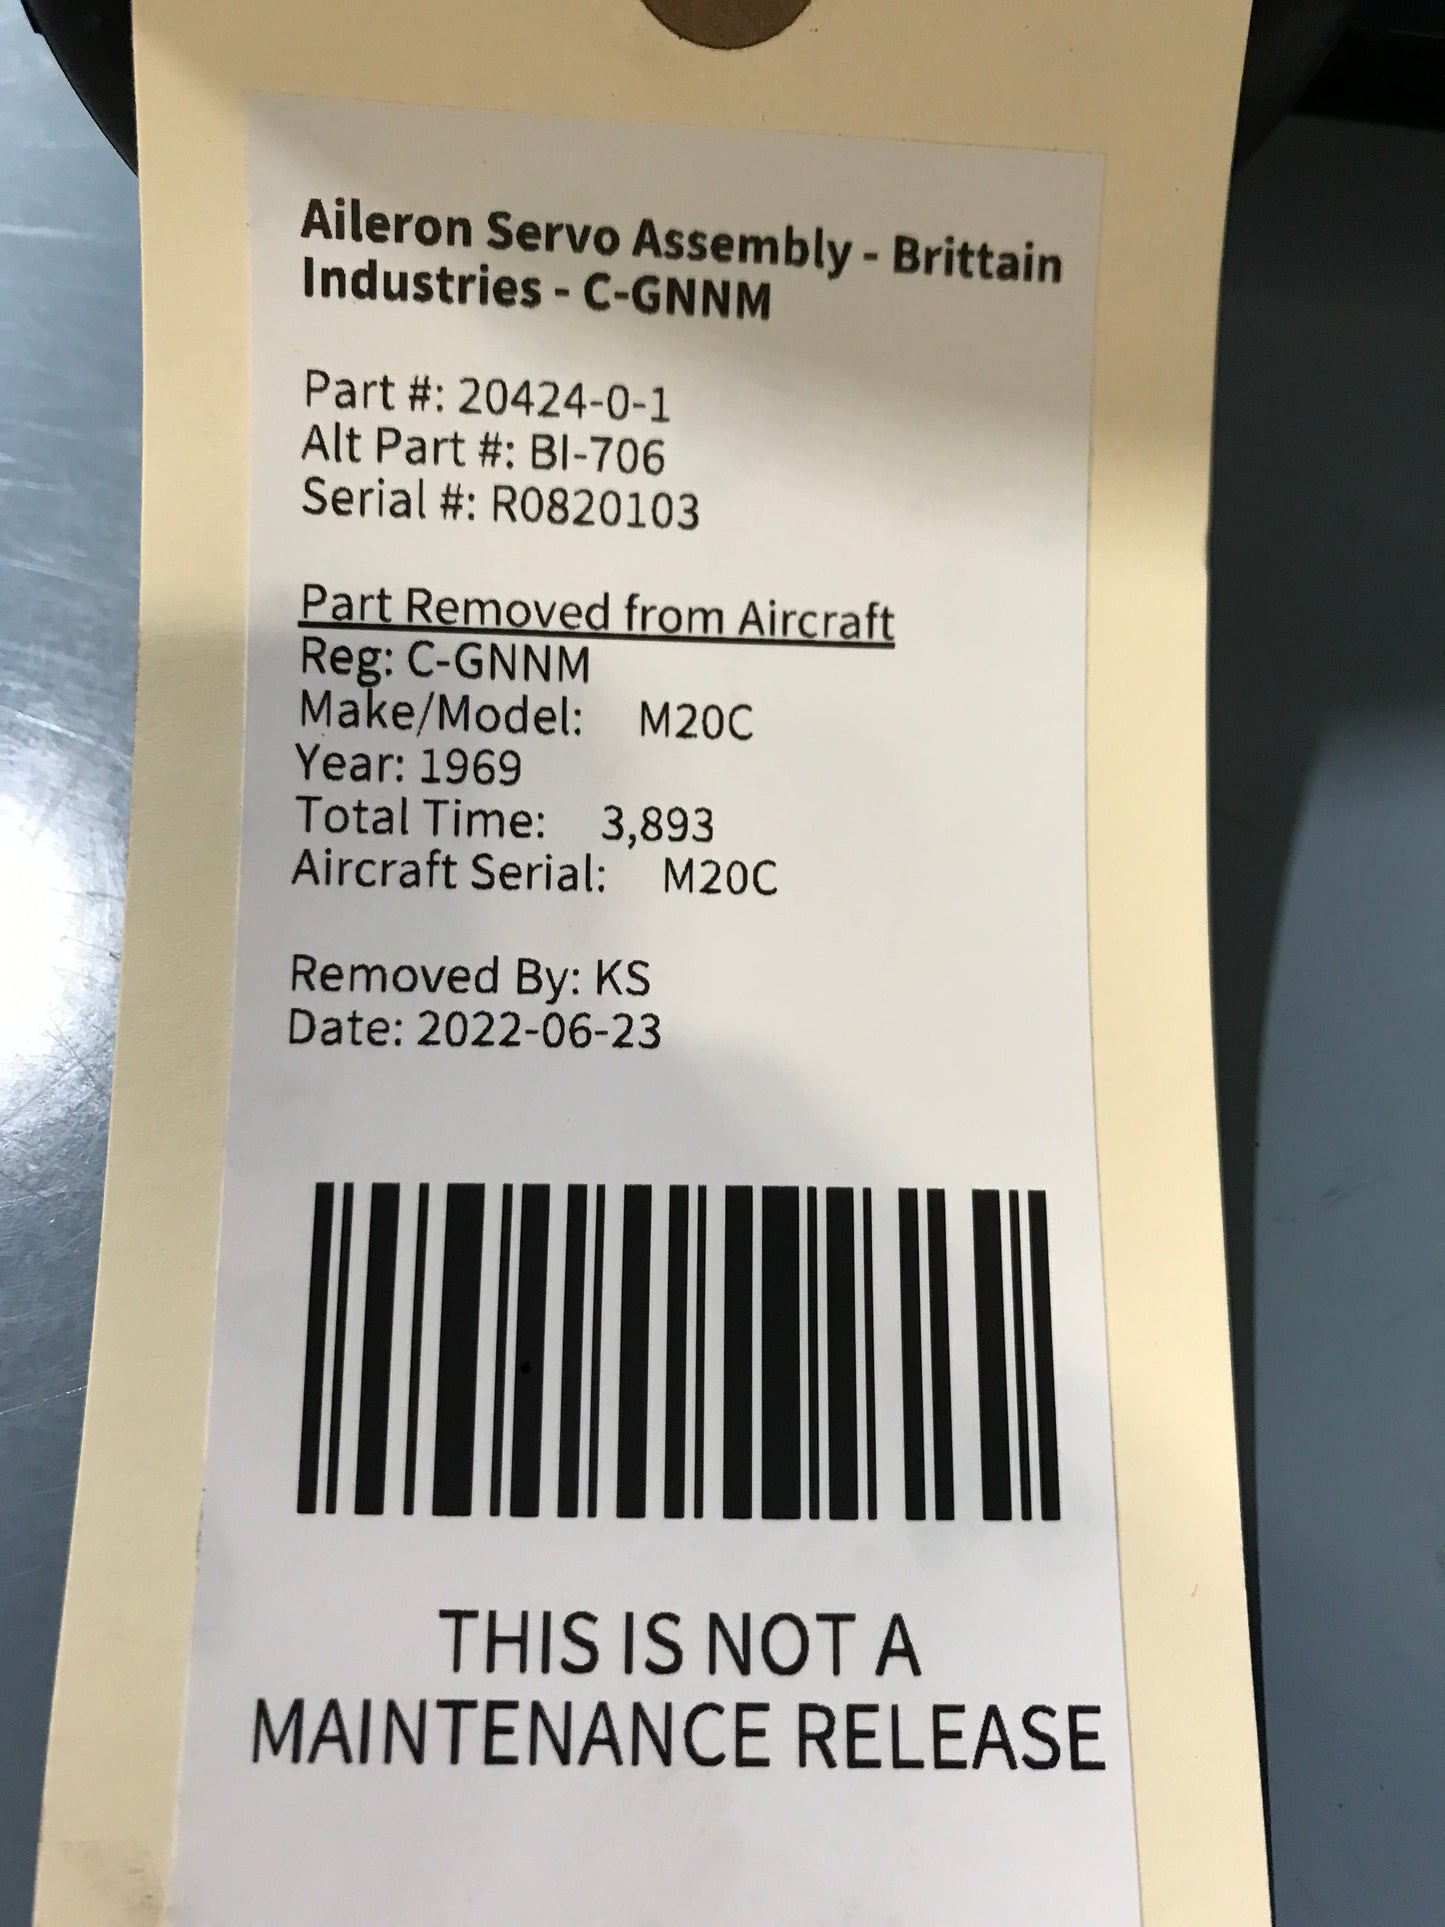 Aileron Servo Assembly - Brittain
Industries - C-GNNM
Part #: 20424-0-1
Alt Part #: BI-706
Serial #: R0820103
Part Removed from Aircraft
Reg: C-GNNM
Make/Model: M20C
Year: 1969
Total Time: 3,893
Aircraft Serial: M20C
Removed By: KS
Date: 2022-06-23
THIS IS NOT A
MAINTENANCE RELEASE